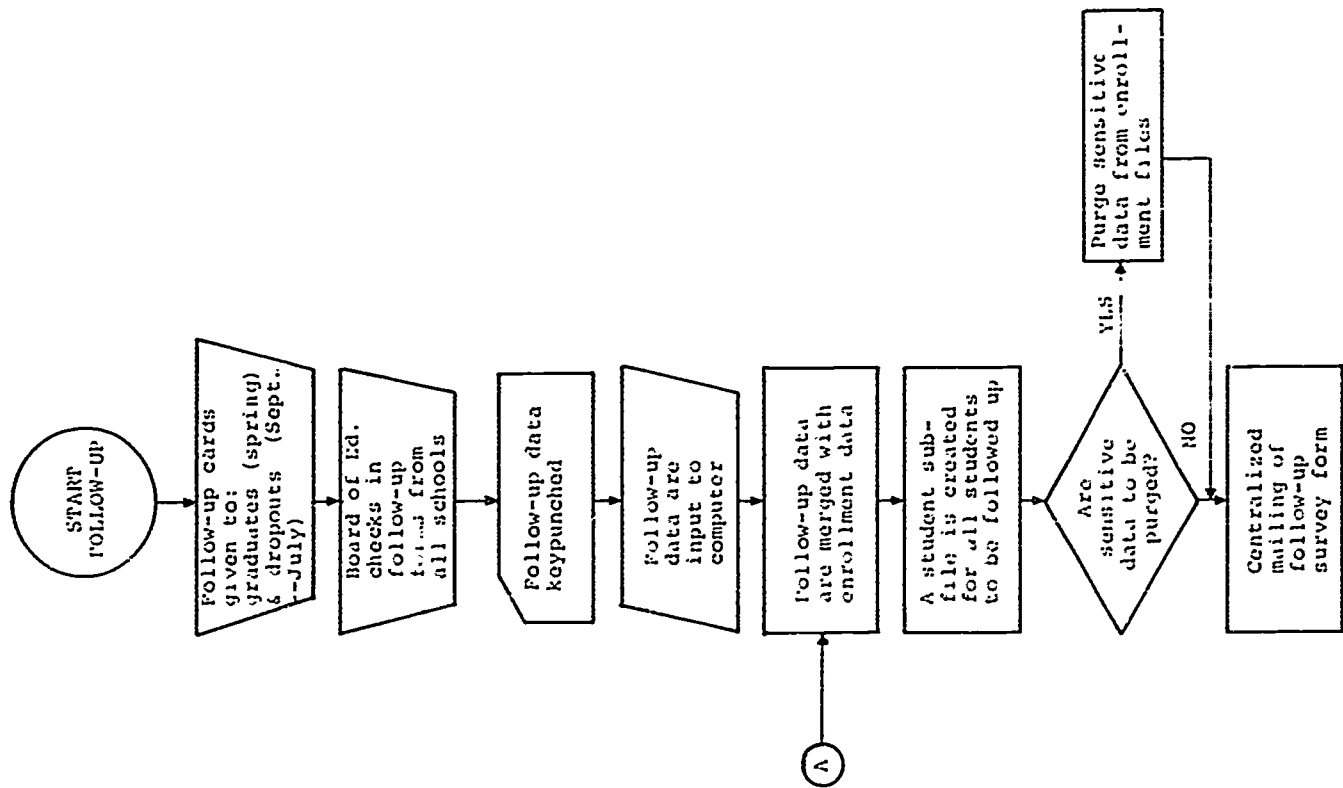 START
FOLLOW-UP
Follow-up cards
given to:
graduates (spring)
& dropouts (Sept.
--July)
Board of Ed.
checks in
follow-up
from
all schools
Follow-up data
keypunched
Follow-up
data are
input to
computer
A
Follow-up data
are merged with
enrollment data
A student sub-
file is created
for all students
to be followed up
Are
sensitive
data to be
purged?
YES
Purge sensitive
data from enroll-
ment files
NO
Centralized
mailing of
follow-up
survey form